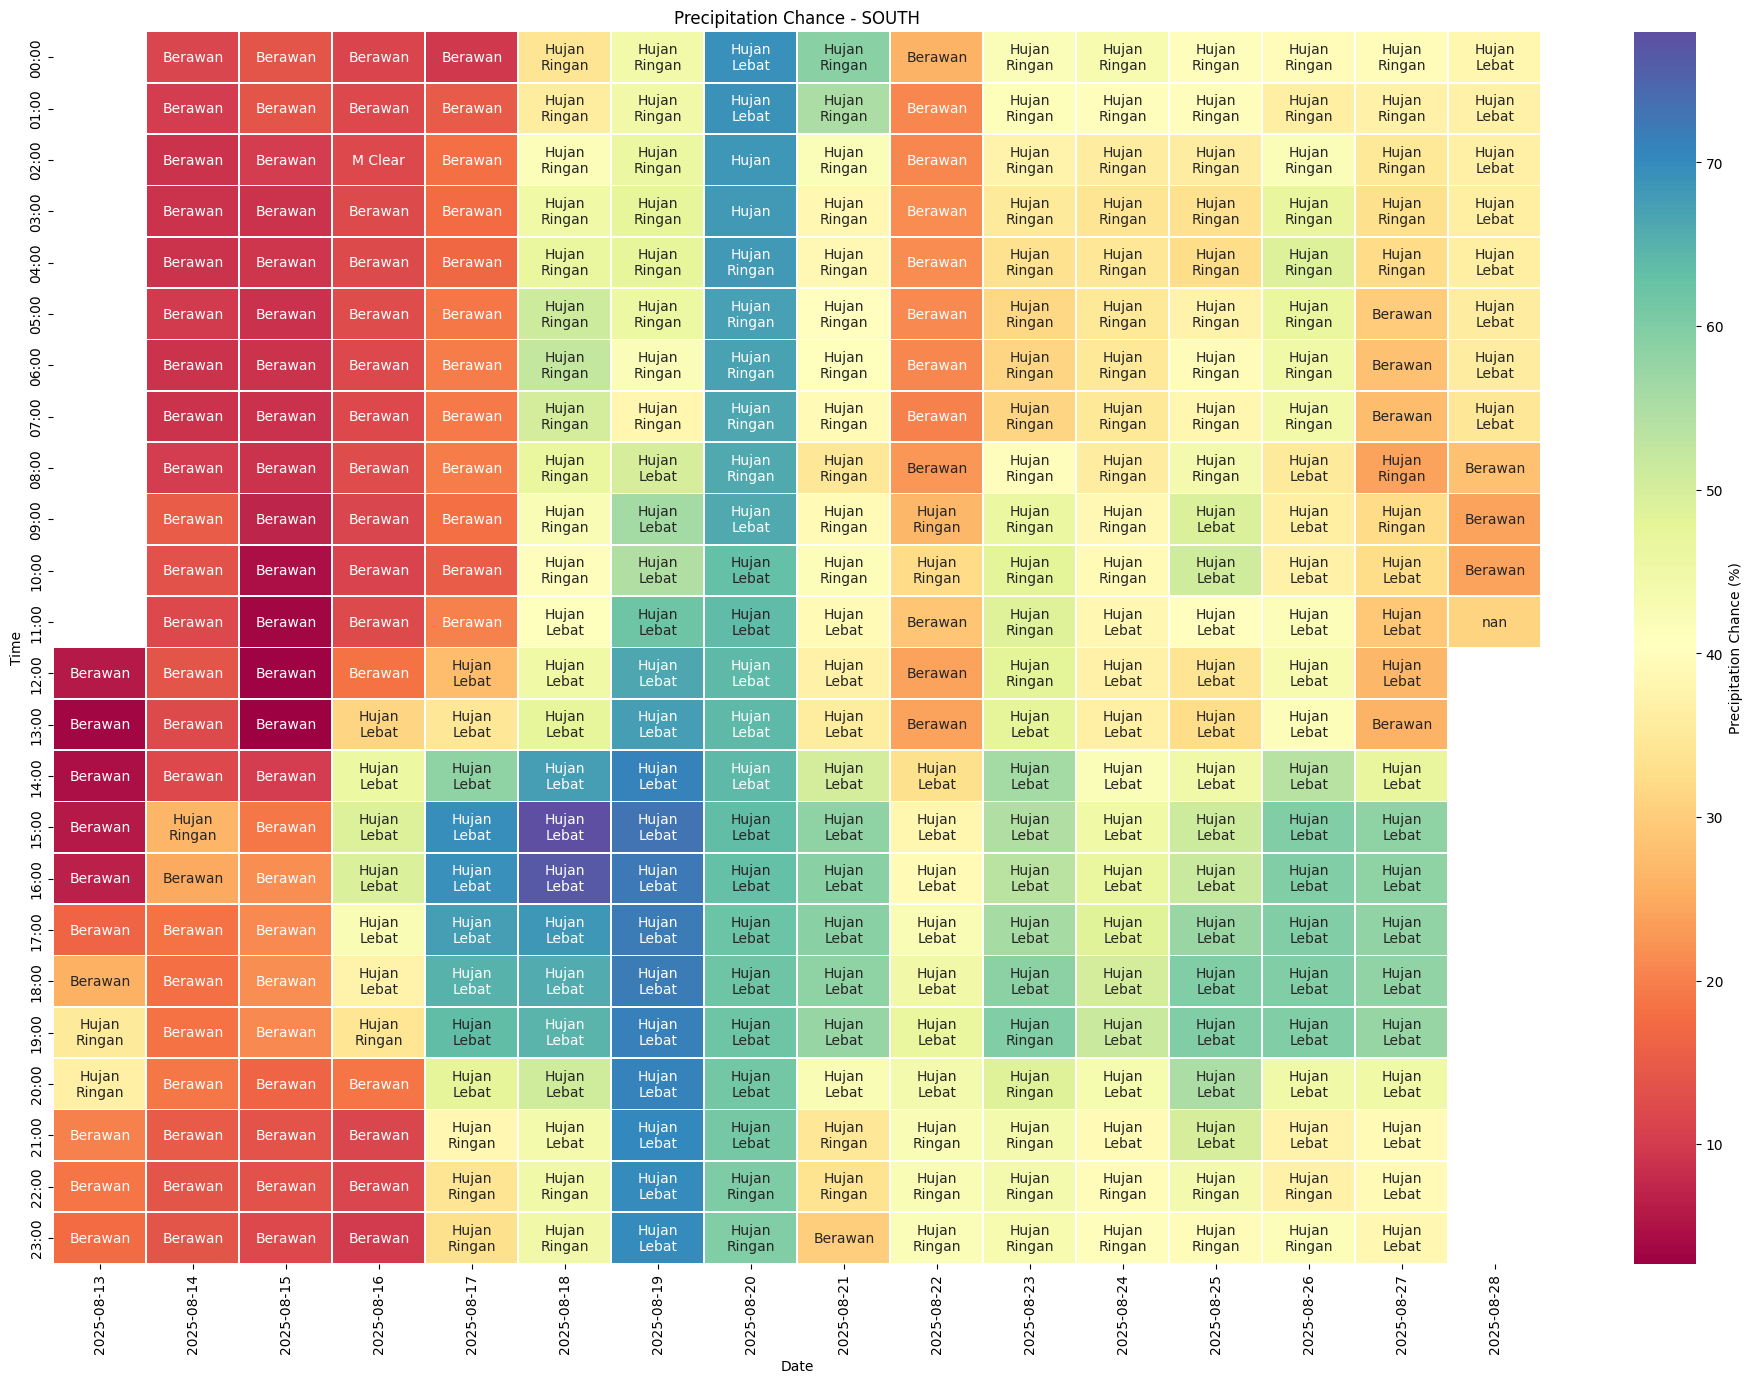 Precipitation Chance - SOUTH
00:00 Berawan Berawan Berawan Berawan Hujan Ringan Hujan Ringan Hujan Lebat Hujan Ringan Berawan Hujan Ringan Hujan Ringan Hujan Ringan Hujan Ringan Hujan Ringan Hujan Lebat
01:00 Berawan Berawan Berawan Berawan Hujan Ringan Hujan Ringan Hujan Lebat Hujan Ringan Berawan Hujan Ringan Hujan Ringan Hujan Ringan Hujan Ringan Hujan Ringan Hujan Lebat
02:00 Berawan Berawan M Clear Berawan Hujan Ringan Hujan Ringan Hujan Hujan Ringan Berawan Hujan Ringan Hujan Ringan Hujan Ringan Hujan Ringan Hujan Ringan Hujan Lebat
03:00 Berawan Berawan Berawan Berawan Hujan Ringan Hujan Ringan Hujan Hujan Ringan Berawan Hujan Ringan Hujan Ringan Hujan Ringan Hujan Ringan Hujan Ringan Hujan Lebat
04:00 Berawan Berawan Berawan Berawan Hujan Ringan Hujan Ringan Hujan Ringan Hujan Ringan Berawan Hujan Ringan Hujan Ringan Hujan Ringan Hujan Ringan Hujan Ringan Hujan Lebat
05:00 Berawan Berawan Berawan Berawan Hujan Ringan Hujan Ringan Hujan Ringan Hujan Ringan Berawan Hujan Ringan Hujan Ringan Hujan Ringan Hujan Ringan Berawan Hujan Lebat
06:00 Berawan Berawan Berawan Berawan Hujan Ringan Hujan Ringan Hujan Ringan Hujan Ringan Berawan Hujan Ringan Hujan Ringan Hujan Ringan Hujan Ringan Berawan Hujan Lebat
07:00 Berawan Berawan Berawan Berawan Hujan Ringan Hujan Ringan Hujan Ringan Hujan Ringan Berawan Hujan Ringan Hujan Ringan Hujan Ringan Hujan Ringan Berawan Hujan Lebat
08:00 Berawan Berawan Berawan Berawan Hujan Ringan Hujan Lebat Hujan Ringan Hujan Ringan Berawan Hujan Ringan Hujan Ringan Hujan Ringan Hujan Lebat Hujan Ringan Berawan
09:00 Berawan Berawan Berawan Berawan Hujan Ringan Hujan Lebat Hujan Lebat Hujan Ringan Hujan Ringan Hujan Ringan Hujan Ringan Hujan Lebat Hujan Lebat Hujan Ringan Berawan
10:00 Berawan Berawan Berawan Berawan Hujan Ringan Hujan Lebat Hujan Lebat Hujan Ringan Hujan Ringan Hujan Ringan Hujan Ringan Hujan Lebat Hujan Lebat Hujan Lebat Berawan
11:00 Berawan Berawan Berawan Berawan Hujan Lebat Hujan Lebat Hujan Lebat Hujan Lebat Berawan Hujan Ringan Hujan Lebat Hujan Lebat Hujan Lebat Hujan Lebat nan
12:00 Berawan Berawan Berawan Berawan Hujan Lebat Hujan Lebat Hujan Lebat Hujan Lebat Hujan Lebat Berawan Hujan Ringan Hujan Lebat Hujan Lebat Hujan Lebat Hujan Lebat
13:00 Berawan Berawan Berawan Hujan Lebat Hujan Lebat Hujan Lebat Hujan Lebat Hujan Lebat Hujan Lebat Berawan Hujan Lebat Hujan Lebat Hujan Lebat Hujan Lebat Berawan
14:00 Berawan Berawan Berawan Hujan Lebat Hujan Lebat Hujan Lebat Hujan Lebat Hujan Lebat Hujan Lebat Hujan Lebat Hujan Lebat Hujan Lebat Hujan Lebat Hujan Lebat Hujan Lebat
15:00 Berawan Hujan Ringan Berawan Hujan Lebat Hujan Lebat Hujan Lebat Hujan Lebat Hujan Lebat Hujan Lebat Hujan Lebat Hujan Lebat Hujan Lebat Hujan Lebat Hujan Lebat Hujan Lebat
16:00 Berawan Berawan Berawan Hujan Lebat Hujan Lebat Hujan Lebat Hujan Lebat Hujan Lebat Hujan Lebat Hujan Lebat Hujan Lebat Hujan Lebat Hujan Lebat Hujan Lebat Hujan Lebat
17:00 Berawan Berawan Berawan Hujan Lebat Hujan Lebat Hujan Lebat Hujan Lebat Hujan Lebat Hujan Lebat Hujan Lebat Hujan Lebat Hujan Lebat Hujan Lebat Hujan Lebat Hujan Lebat
18:00 Berawan Berawan Berawan Hujan Lebat Hujan Lebat Hujan Lebat Hujan Lebat Hujan Lebat Hujan Lebat Hujan Lebat Hujan Lebat Hujan Lebat Hujan Lebat Hujan Lebat Hujan Lebat
19:00 Hujan Ringan Berawan Berawan Hujan Ringan Hujan Lebat Hujan Lebat Hujan Lebat Hujan Lebat Hujan Lebat Hujan Lebat Hujan Ringan Hujan Lebat Hujan Lebat Hujan Lebat Hujan Lebat
20:00 Hujan Ringan Berawan Berawan Berawan Hujan Lebat Hujan Lebat Hujan Lebat Hujan Lebat Hujan Lebat Hujan Lebat Hujan Ringan Hujan Lebat Hujan Lebat Hujan Lebat Hujan Lebat
21:00 Berawan Berawan Berawan Berawan Hujan Ringan Hujan Lebat Hujan Lebat Hujan Lebat Hujan Ringan Hujan Ringan Hujan Ringan Hujan Lebat Hujan Lebat Hujan Lebat Hujan Lebat
22:00 Berawan Berawan Berawan Berawan Hujan Ringan Hujan Ringan Hujan Lebat Hujan Ringan Hujan Ringan Hujan Ringan Hujan Ringan Hujan Ringan Hujan Ringan Hujan Ringan Hujan Lebat
23:00 Berawan Berawan Berawan Berawan Hujan Ringan Hujan Ringan Hujan Lebat Hujan Ringan Berawan Hujan Ringan Hujan Ringan Hujan Ringan Hujan Ringan Hujan Ringan Hujan Lebat
Time
2025-08-13 2025-08-14 2025-08-15 2025-08-16 2025-08-17 2025-08-18 2025-08-19 2025-08-20 2025-08-21 2025-08-22 2025-08-23 2025-08-24 2025-08-25 2025-08-26 2025-08-27 2025-08-28
Date
70
60
50
40
30
20
10
Precipitation Chance (%)